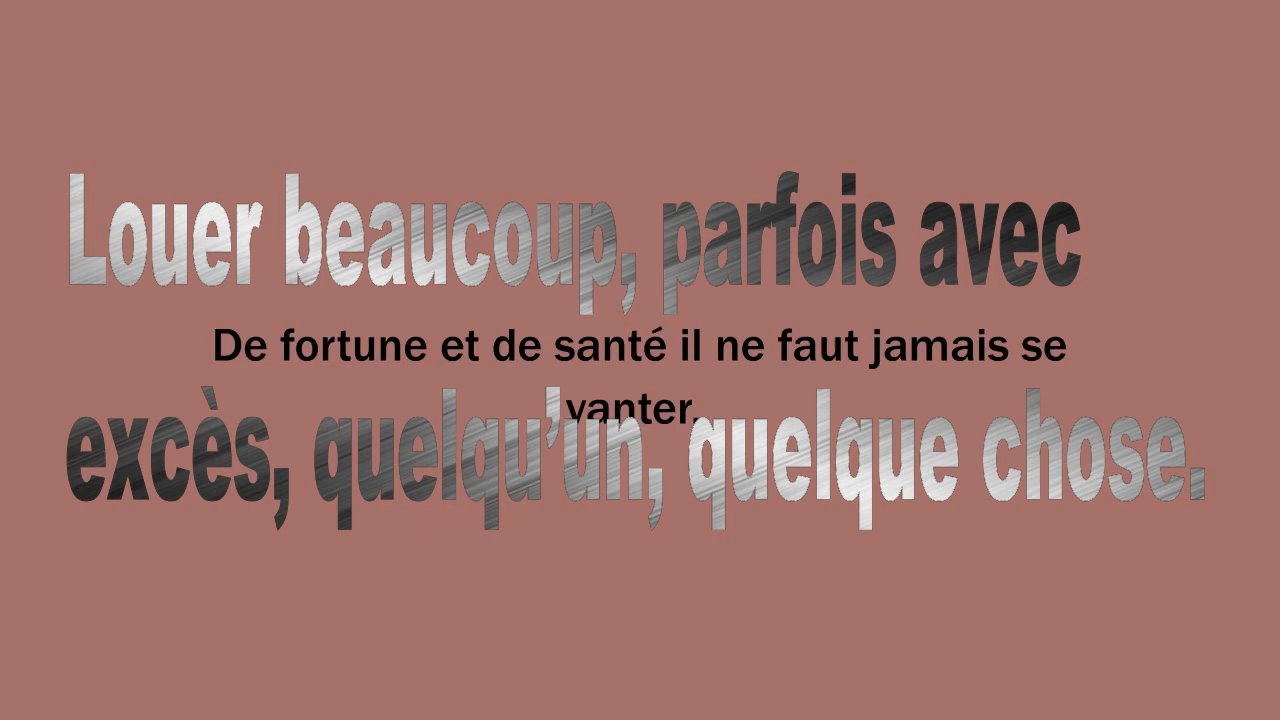 Louer beaucoup, parfois avec
De fortune et de santé il ne faut jamais se
vanter.
excès, quelqu'un, quelque chose.